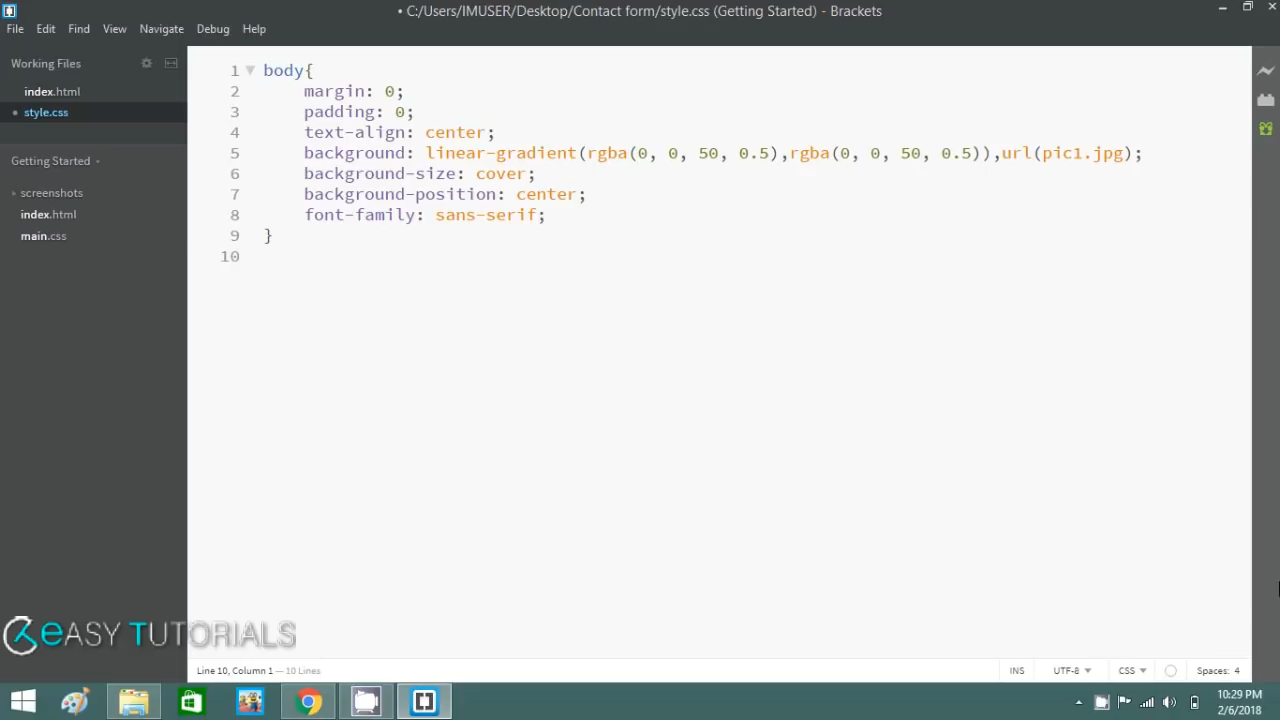 • C:/Users/IMUSER/Desktop/Contact form/style.css (Getting Started) - Brackets
File Edit Find View Navigate Debug Help
Working Files
index.html
style.css
Getting Started
screenshots
index.html
main.css
1 body{
2 margin: 0;
3 padding: 0;
4 text-align: center;
5 background: linear-gradient(rgba(0, 0, 50, 0.5),rgba(0, 0, 50, 0.5)),url(pic1.jpg);
6 background-size: cover;
7 background-position: center;
8 font-family: sans-serif;
9 }
10
eASY TUTORIALS
Line 10, Column 1 — 10 Lines
INS UTF-8 CSS Spaces: 4
10:29 PM
2/6/2018